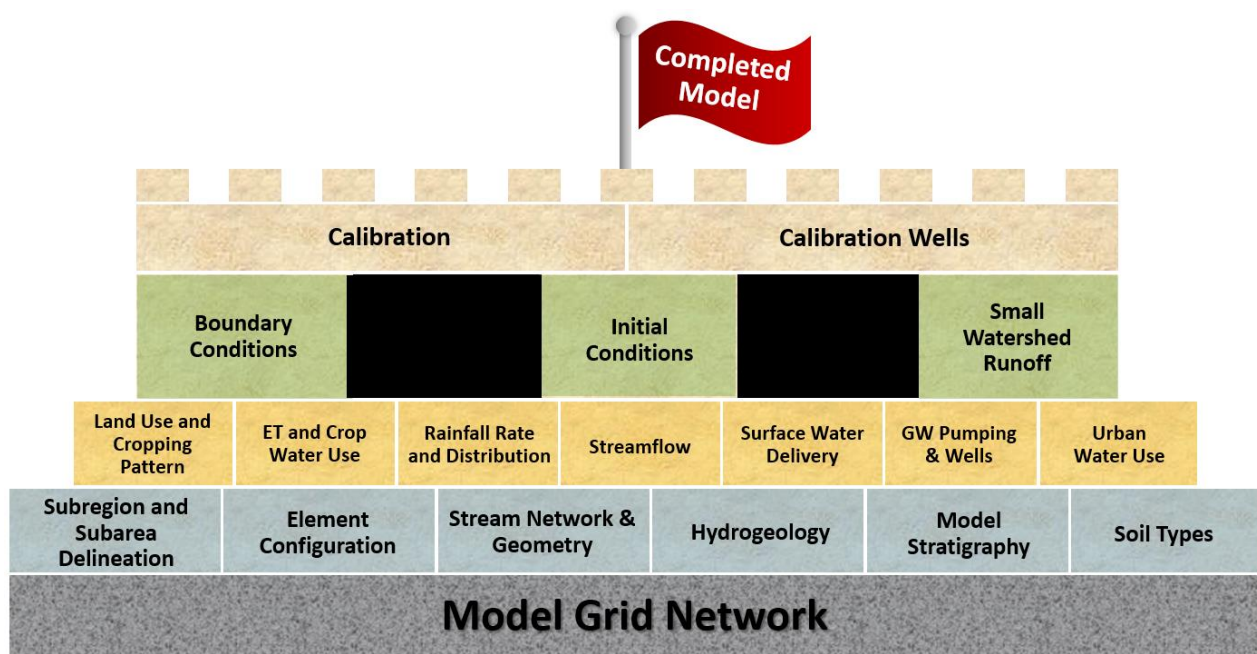 Completed
Model
Calibration
Calibration Wells
Boundary
Conditions
Initial
Conditions
Small
Watershed
Runoff
Land Use and
Cropping
Pattern
ET and Crop
Water Use
Rainfall Rate
and Distribution
Streamflow
Surface Water
Delivery
GW Pumping
& Wells
Urban
Water Use
Subregion and
Subarea
Delineation
Element
Configuration
Stream Network &
Geometry
Hydrogeology
Model
Stratigraphy
Soil Types
Model Grid Network